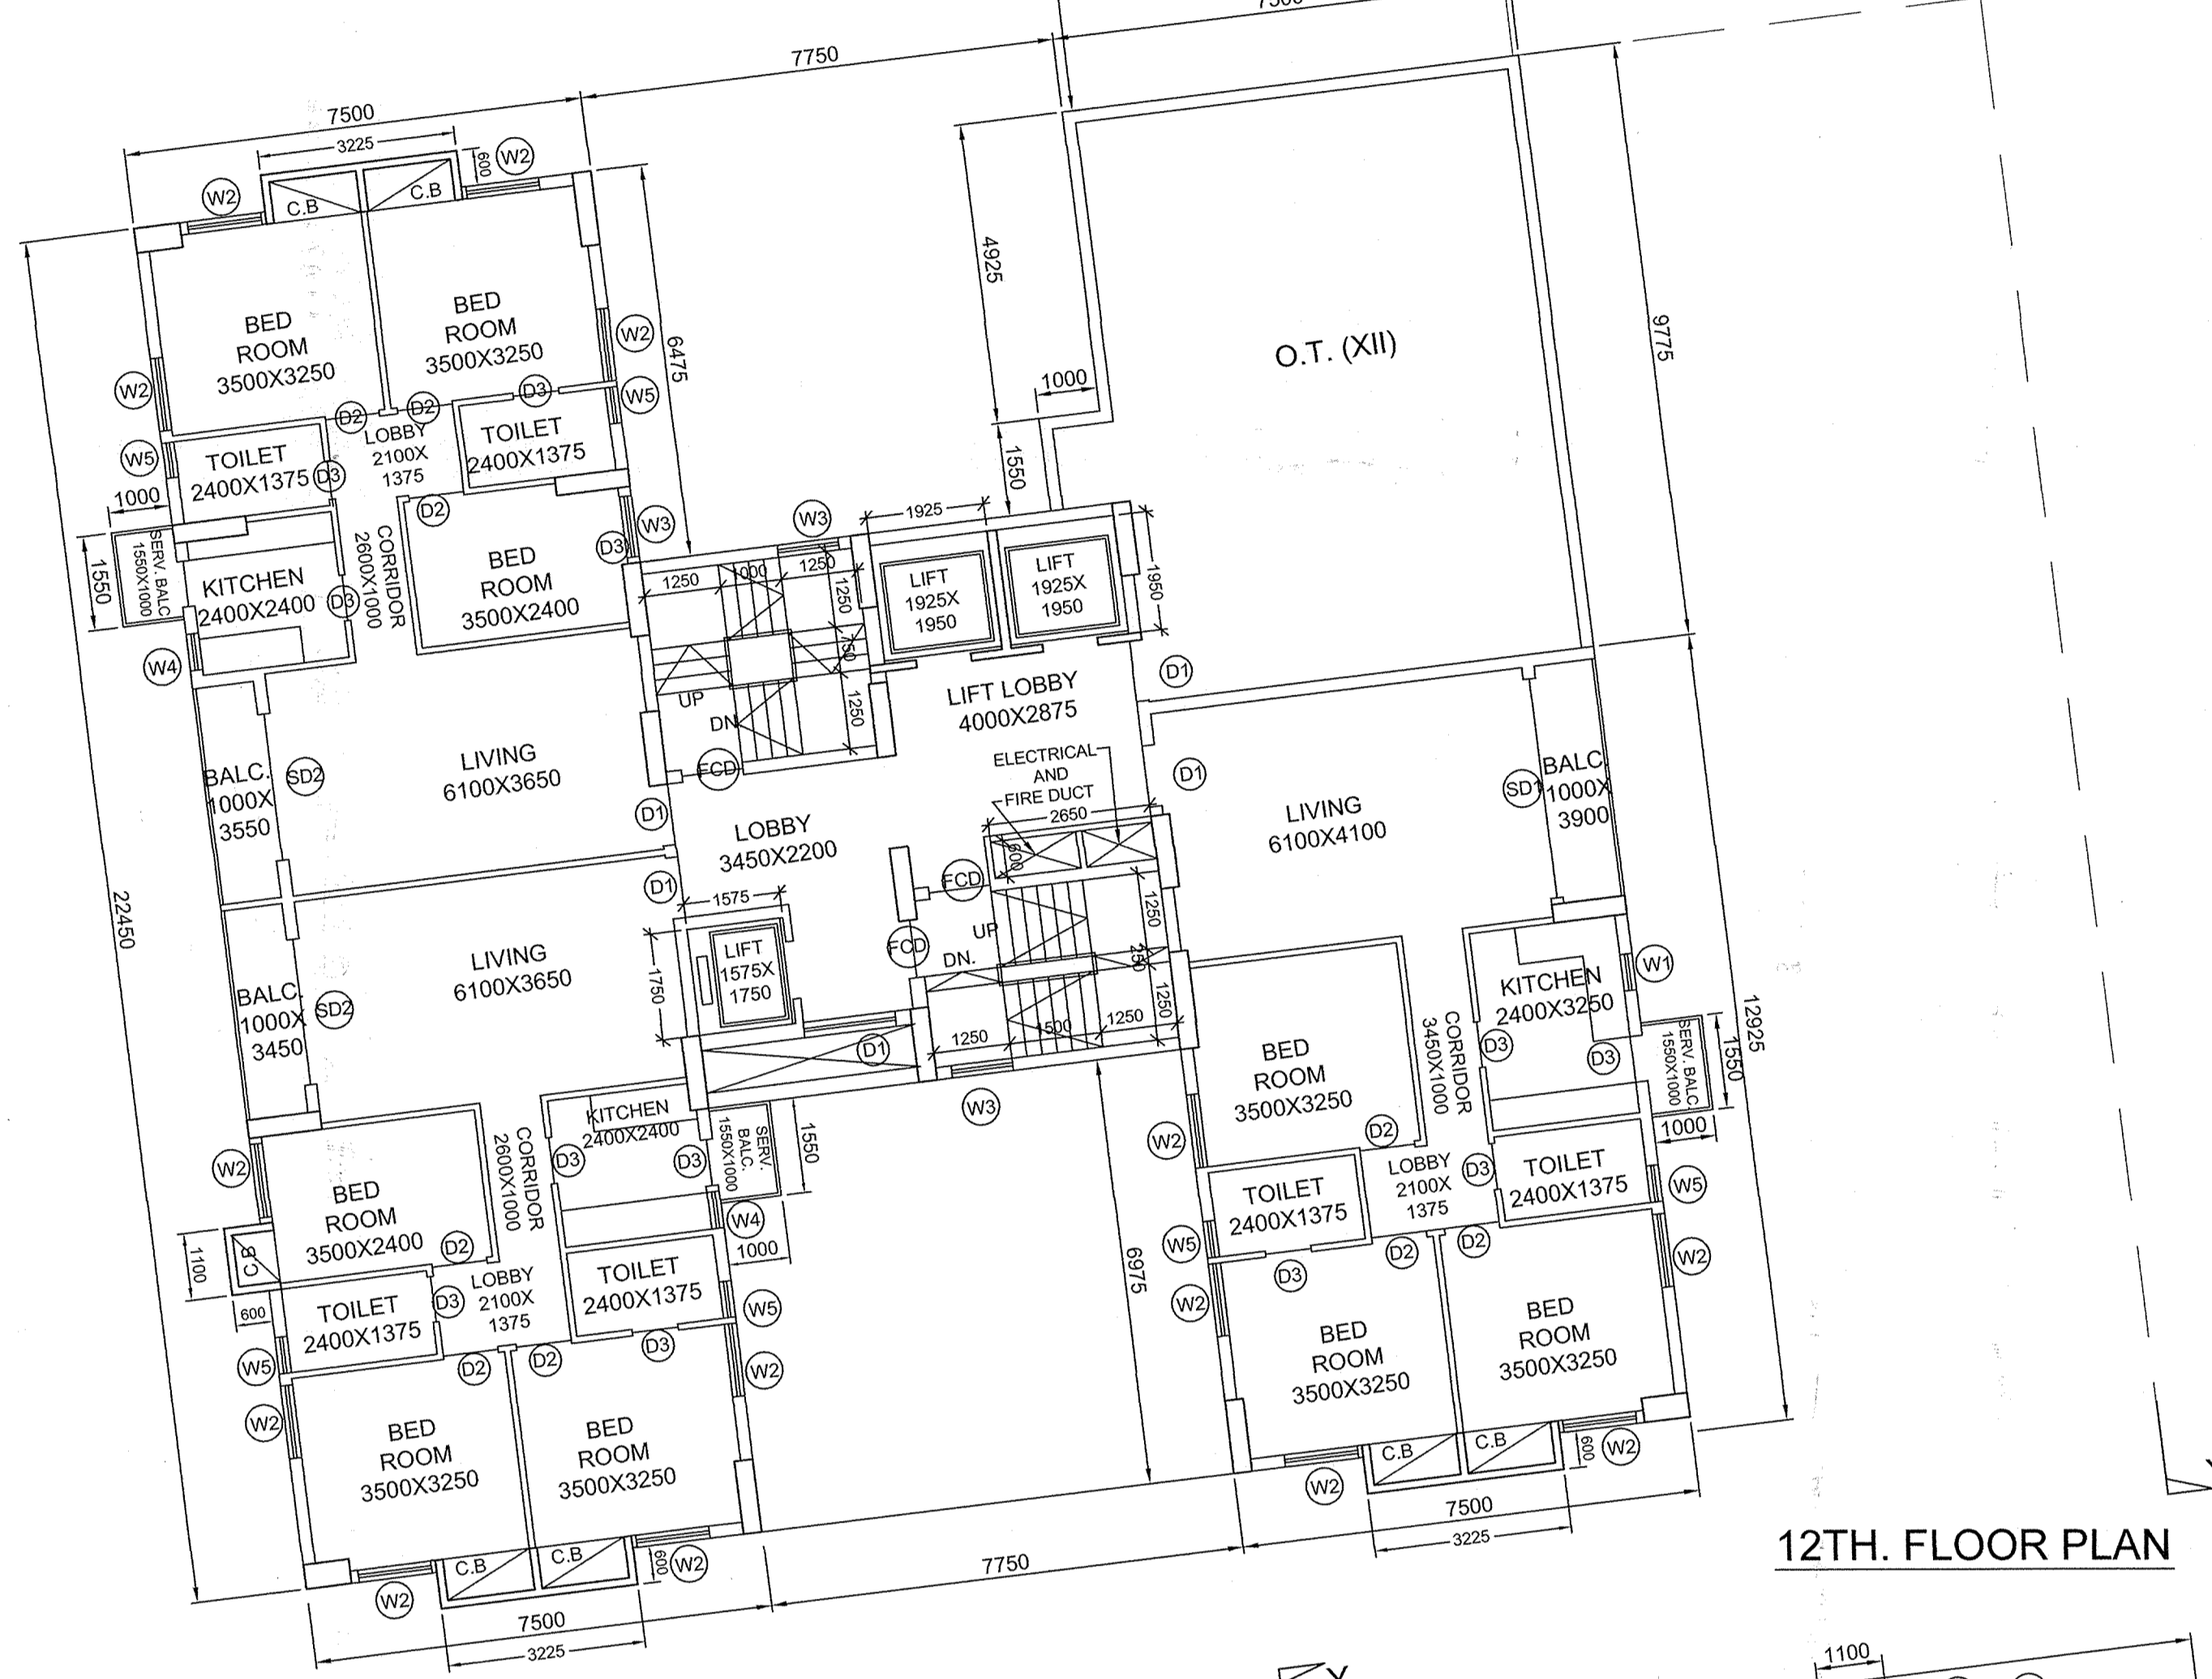 7500
7750
7500
3225
600
W2
W2
C.B
C.B
4925
9775
O.T. (XII)
BED
ROOM
3500X3250
BED
ROOM
3500X3250
W2
W2
6475
1000
D2
D2
D3
W5
W5
TOILET
2400X1375
D3
LOBBY
2100X
1375
TOILET
2400X1375
1550
1000
D2
W3
D3
W3
1925
SERV. BALC
1550X1000
1550
KITCHEN
2400X2400
D3
CORRIDOR
2600X1000
BED
ROOM
3500X2400
1250
1000
1250
1250
750
1250
LIFT
1925X
1950
LIFT
1925X
1950
1950
W4
UP
DN
FCD
LIFT LOBBY
4000X2875
D1
D1
BALC.
1000X
3550
SD2
LIVING
6100X3650
D1
LOBBY
3450X2200
ELECTRICAL
AND
FIRE DUCT
2650
600
LIVING
6100X4100
SD1
BALC
1000X
3900
22450
D1
1575
FCD
FCD
UP
DN.
1250
250
1250
1250
1500
1250
LIVING
6100X3650
1750
LIFT
1575X
1750
D1
W3
BALC.
1000X
3450
SD2
KITCHEN
2400X3250
W1
D3
D3
CORRIDOR
3450X1000
SERV. BALC.
1550X1000
1550
12925
1000
BED
ROOM
3500X3250
W2
D2
KITCHEN
2400X2400
D3
D3
SERV.
BALC.
1550X1000
1550
CORRIDOR
2600X1000
W4
1000
W2
BED
ROOM
3500X2400
D2
C.B
1100
600
TOILET
2400X1375
D3
LOBBY
2100X
1375
TOILET
2400X1375
W5
W5
D2
D2
D3
W2
W2
6975
TOILET
2400X1375
LOBBY
2100X
1375
D3
TOILET
2400X1375
W5
W5
D3
D2
D2
W2
W2
BED
ROOM
3500X3250
BED
ROOM
3500X3250
BED
ROOM
3500X3250
BED
ROOM
3500X3250
C.B
C.B
600
W2
W2
C.B
C.B
600
W2
W2
7500
3225
7750
7500
3225
12TH. FLOOR PLAN
1100
Y